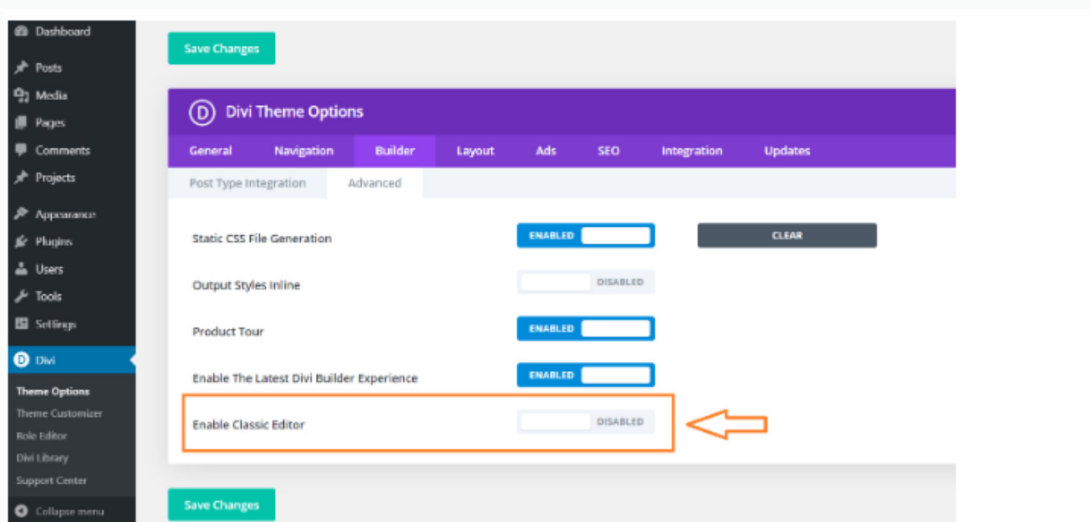 Dashboard
Posts
Media
Pages
Comments
Projects
Appearance
Plugins
Users
Tools
Settings
D Divi
Theme Options
Theme Customizer
Role Editor
Divi Library
Support Center
Collapse menu
Save Changes
D Divi Theme Options
General Navigation Builder Layout Ads SEO Integration Updates
Post Type Integration Advanced
Static CSS File Generation ENABLED CLEAR
Output Styles Inline DISABLED
Product Tour ENABLED
Enable The Latest Divi Builder Experience ENABLED
Enable Classic Editor DISABLED
Save Changes